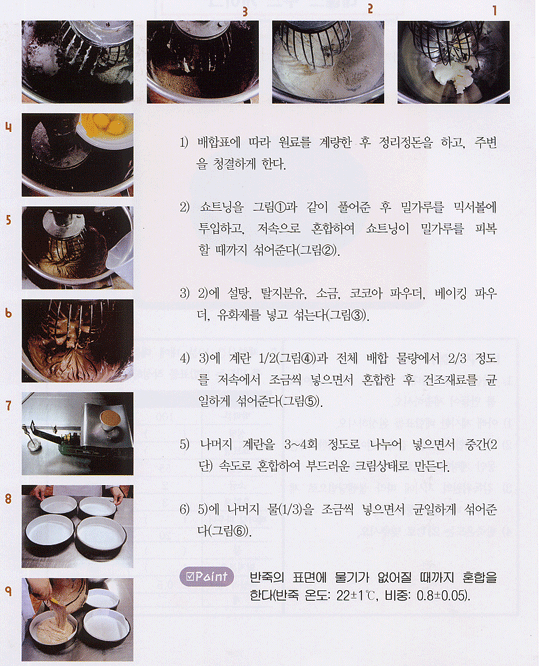 3
2
1
4
5
6
7
8
9
1) 배합표에 따라 원료를 계량한 후 정리정돈을 하고, 주변
을 청결하게 한다.
2) 쇼트닝을 그림①과 같이 풀어준 후 밀가루를 믹서볼에
투입하고, 저속으로 혼합하여 쇼트닝이 밀가루를 피복
할 때까지 섞어준다(그림②).
3) 2)에 설탕, 탈지분유, 소금, 코코아 파우더, 베이킹 파우
더, 유화제를 넣고 섞는다(그림③).
4) 3)에 계란 1/2(그림④)과 전체 배합 물량에서 2/3 정도
를 저속에서 조금씩 넣으면서 혼합한 후 건조재료를 균
일하게 섞어준다(그림⑤).
5) 나머지 계란을 3~4회 정도로 나누어 넣으면서 중간(2
단) 속도로 혼합하여 부드러운 크림상태로 만든다.
6) 5)에 나머지 물(1/3)을 조금씩 넣으면서 균일하게 섞어준
다(그림⑥).
Point 반죽의 표면에 물기가 없어질 때까지 혼합을
한다(반죽 온도: 22±1℃, 비중: 0.8±0.05).